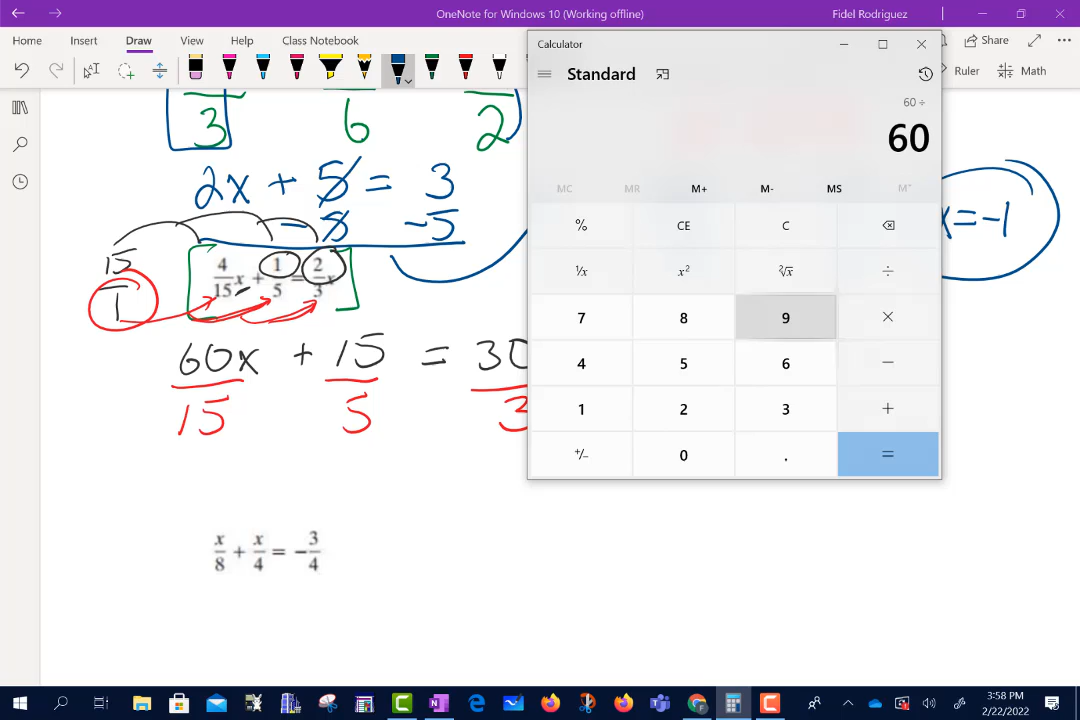 OneNote for Windows 10 (Working offline)
Fidel Rodriguez
Home Insert Draw View Help Class Notebook
Share
Ruler
Math
3 6 2
2x + 5 = 3
- 5 - 5
x = -1
15
1
4/15 x + 1/5 = 2/3 x
60x + 15 = 30
15 5 3
x/8 + x/4 = - 3/4
Calculator
Standard
60 ÷
60
MC MR M+ M- MS M˅
% CE C
¹/x x² ²√x ÷
7 8 9 ×
4 5 6 −
1 2 3 +
+/− 0 . =
3:58 PM
2/22/2022